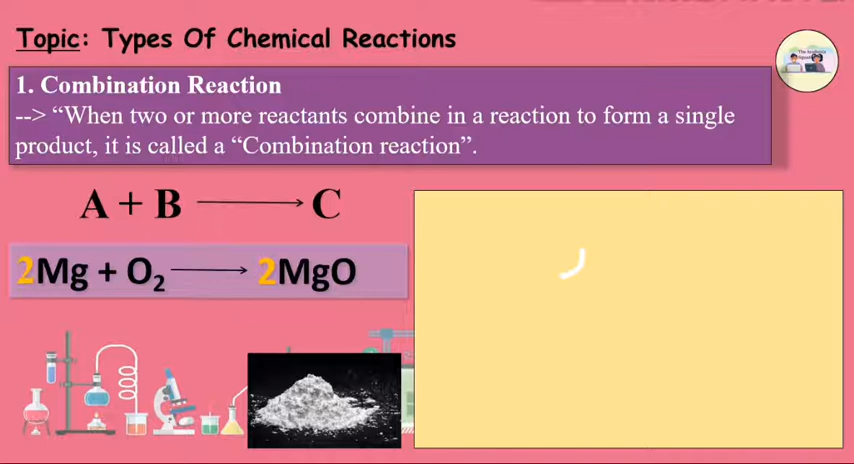 Topic: Types Of Chemical Reactions
1. Combination Reaction
--> “When two or more reactants combine in a reaction to form a single
product, it is called a “Combination reaction”.
A + B ⟶ C
2Mg + O₂ ⟶ 2MgO